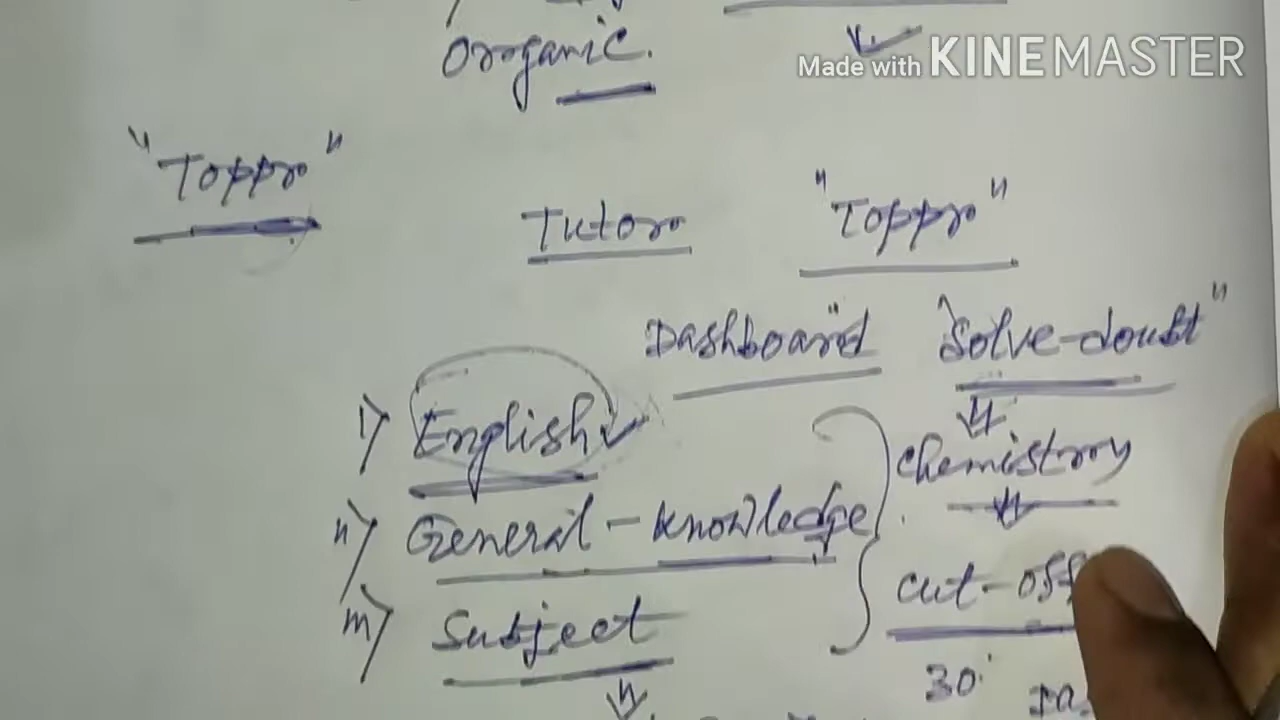 Organic.
Made with KINEMASTER
"Toppr"
Tutor "Toppr"
Dashboard "Solve-doubt"
i) English
Chemistry
ii) General - knowledge
cut-off
iii) Subject
30